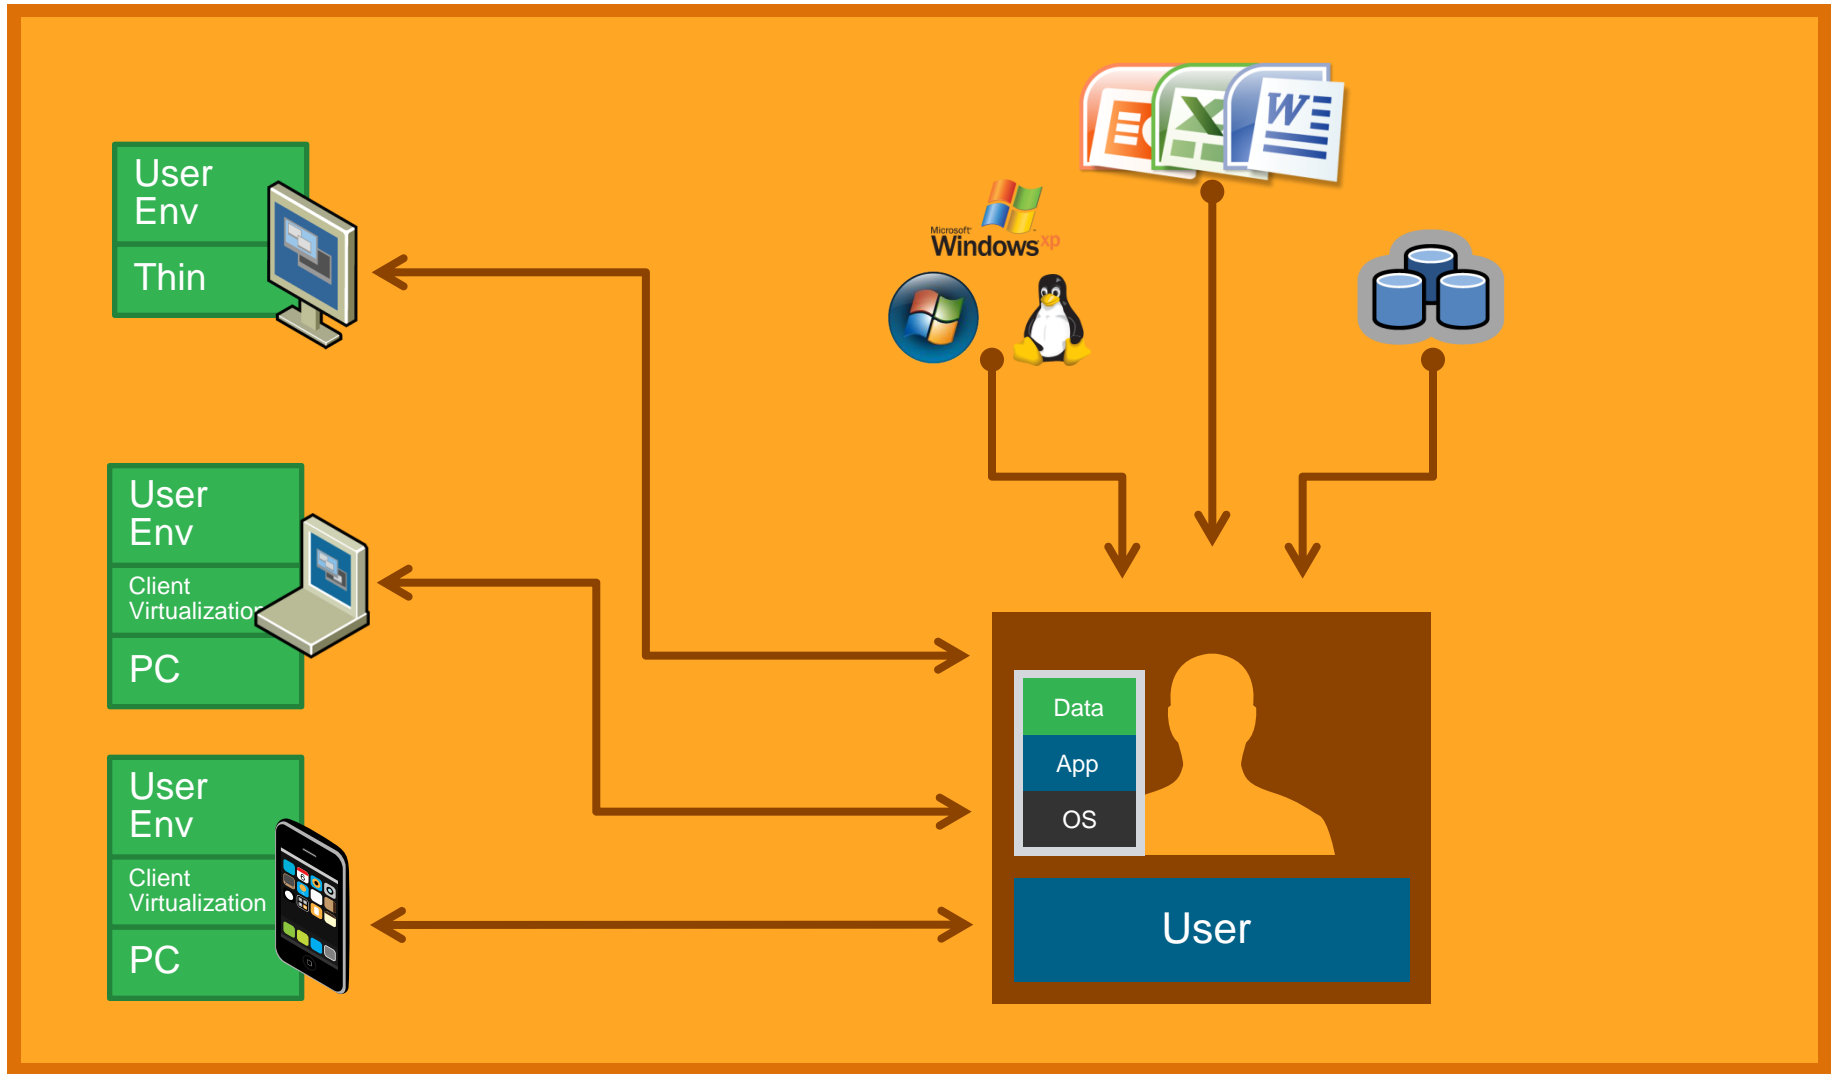 User
Env
Thin
Microsoft
Windows xp
W
User
Env
Client
Virtualization
PC
User
Env
Client
Virtualization
PC
Data
App
OS
User